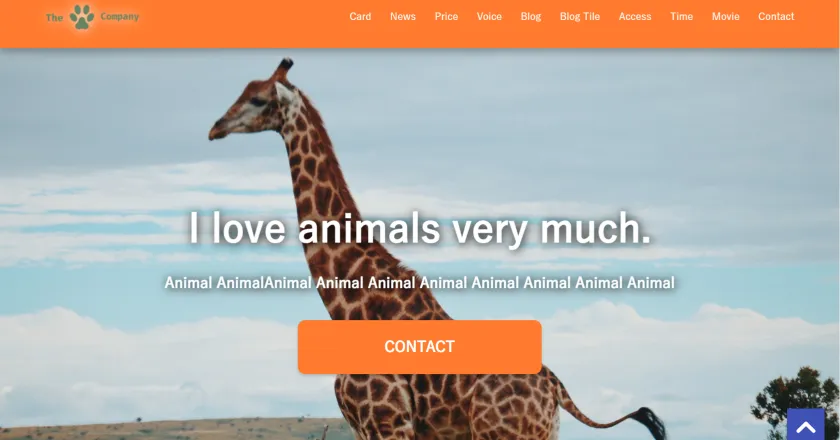 The Company
Card News Price Voice Blog Blog Tile Access Time Movie Contact
I love animals very much.
Animal AnimalAnimal Animal Animal Animal Animal Animal Animal Animal
CONTACT